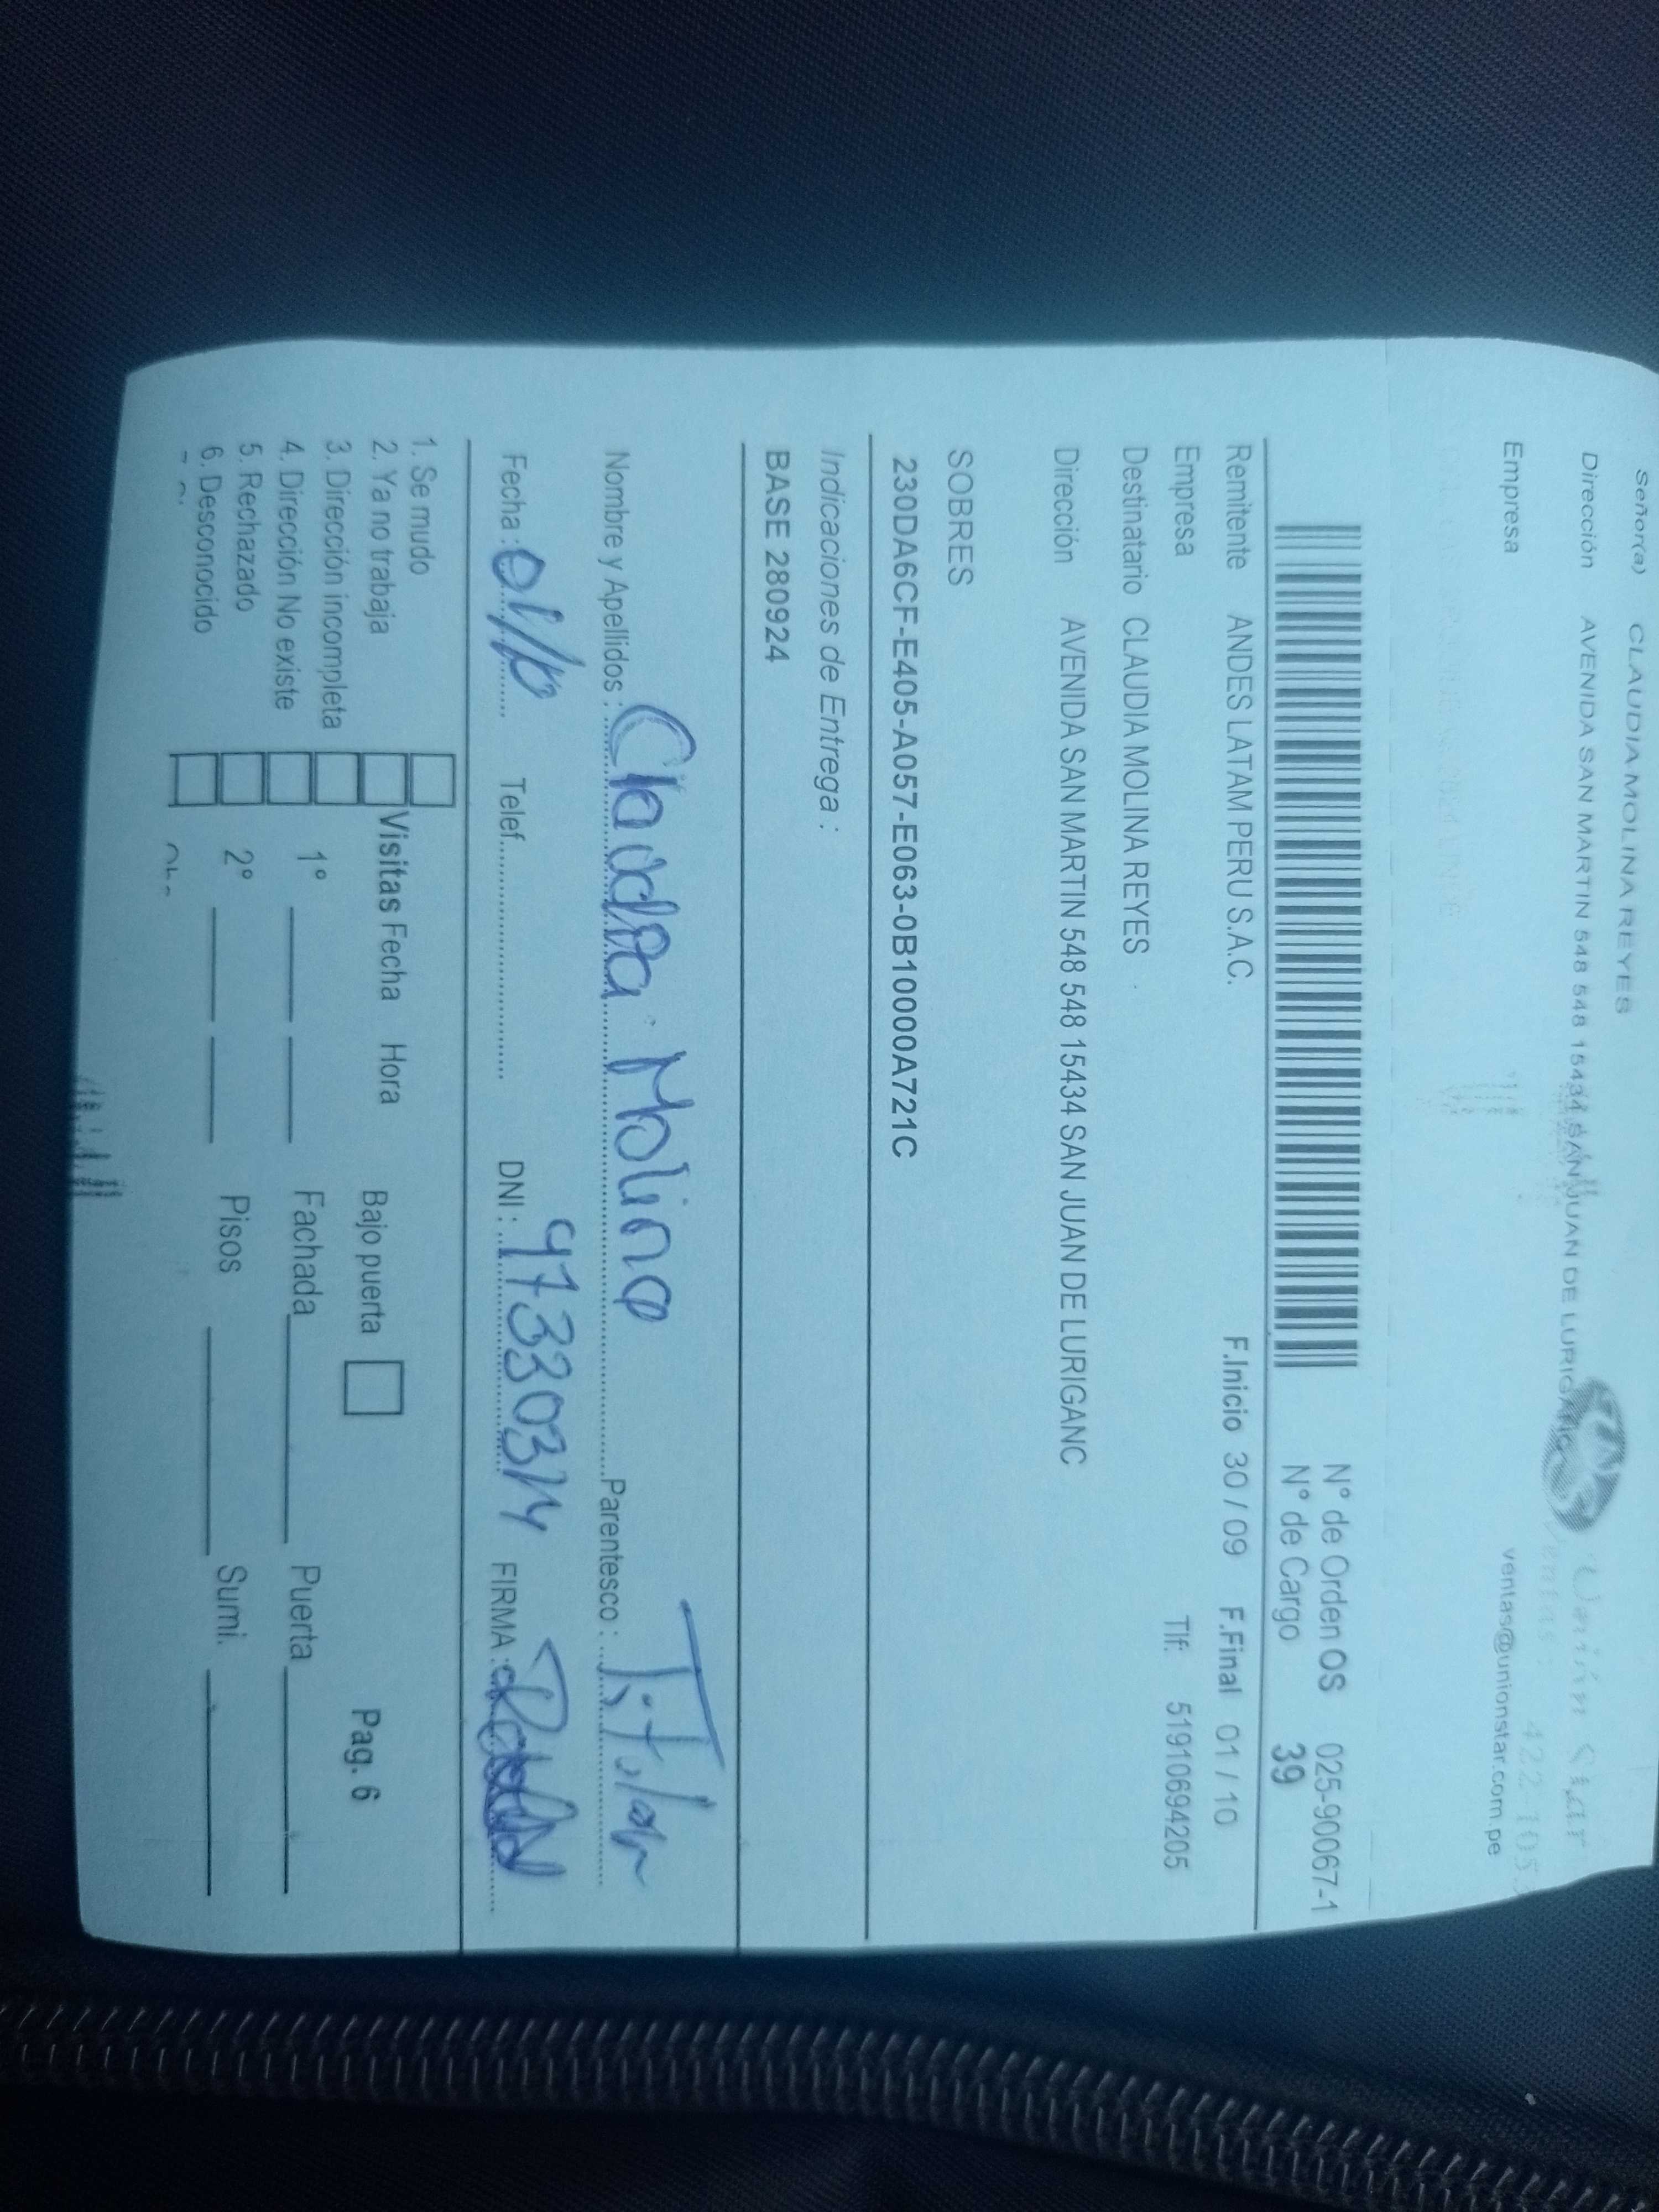 Señor(a) CLAUDIA MOLINA REYES
Dirección AVENIDA SAN MARTIN 548 548 15434 SAN JUAN DE LURIGANC
Empresa
Unión Star
ventas@unionstar.com.pe
N° de Orden OS 025-90067-1
N° de Cargo 39
Remitente ANDES LATAM PERU S.A.C. F.Inicio 30 / 09 F.Final 01 / 10
Empresa Tlf: 51910694205
Destinatario CLAUDIA MOLINA REYES
Dirección AVENIDA SAN MARTIN 548 548 15434 SAN JUAN DE LURIGANC
SOBRES
230DA6CF-E405-A057-E063-0B10000A721C
Indicaciones de Entrega :
BASE 280924
Nombre y Apellidos : Claudia Molina Parentesco : Titular
Fecha : 01/10 Telef. DNI : FIRMA :
1. Se mudo
2. Ya no trabaja
3. Dirección incompleta
4. Dirección No existe
5. Rechazado
6. Desconocido
Visitas Fecha Hora Bajo puerta Pag. 6
1° Fachada Puerta
2° Pisos Sumi.